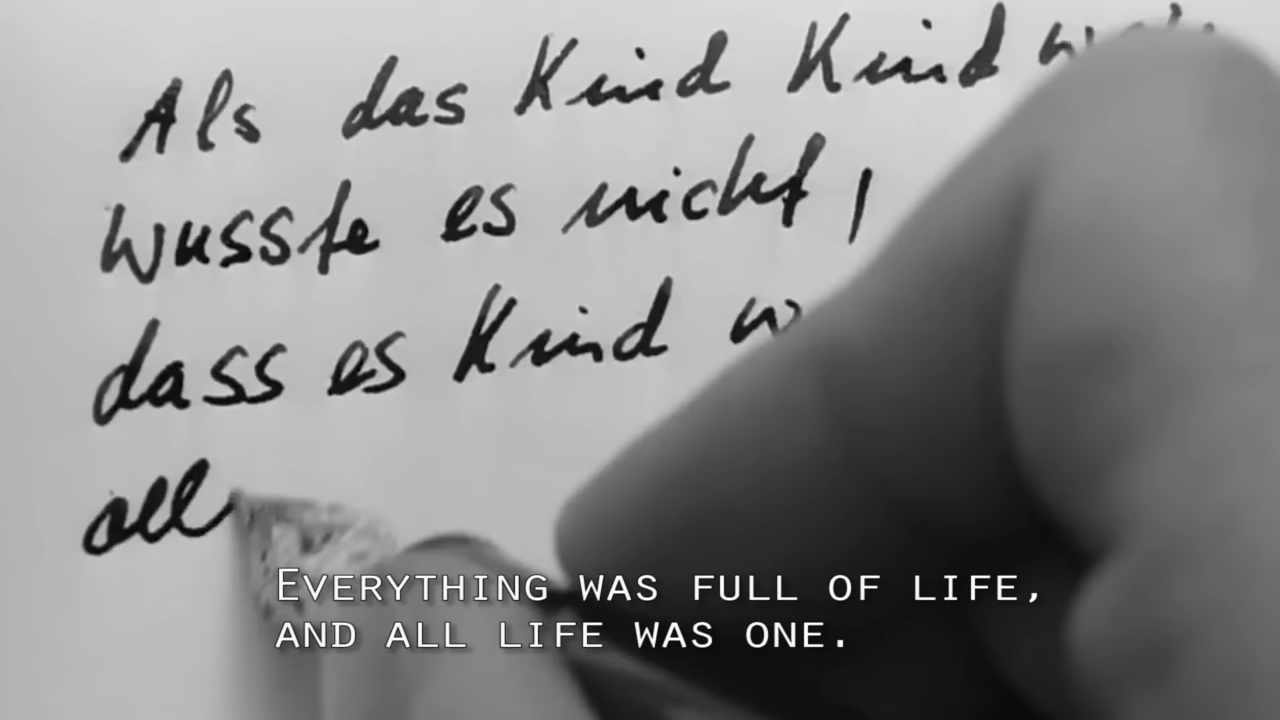 Als das Kind Kind
wusste es nicht,
dass es Kind
all
EVERYTHING WAS FULL OF LIFE,
AND ALL LIFE WAS ONE.